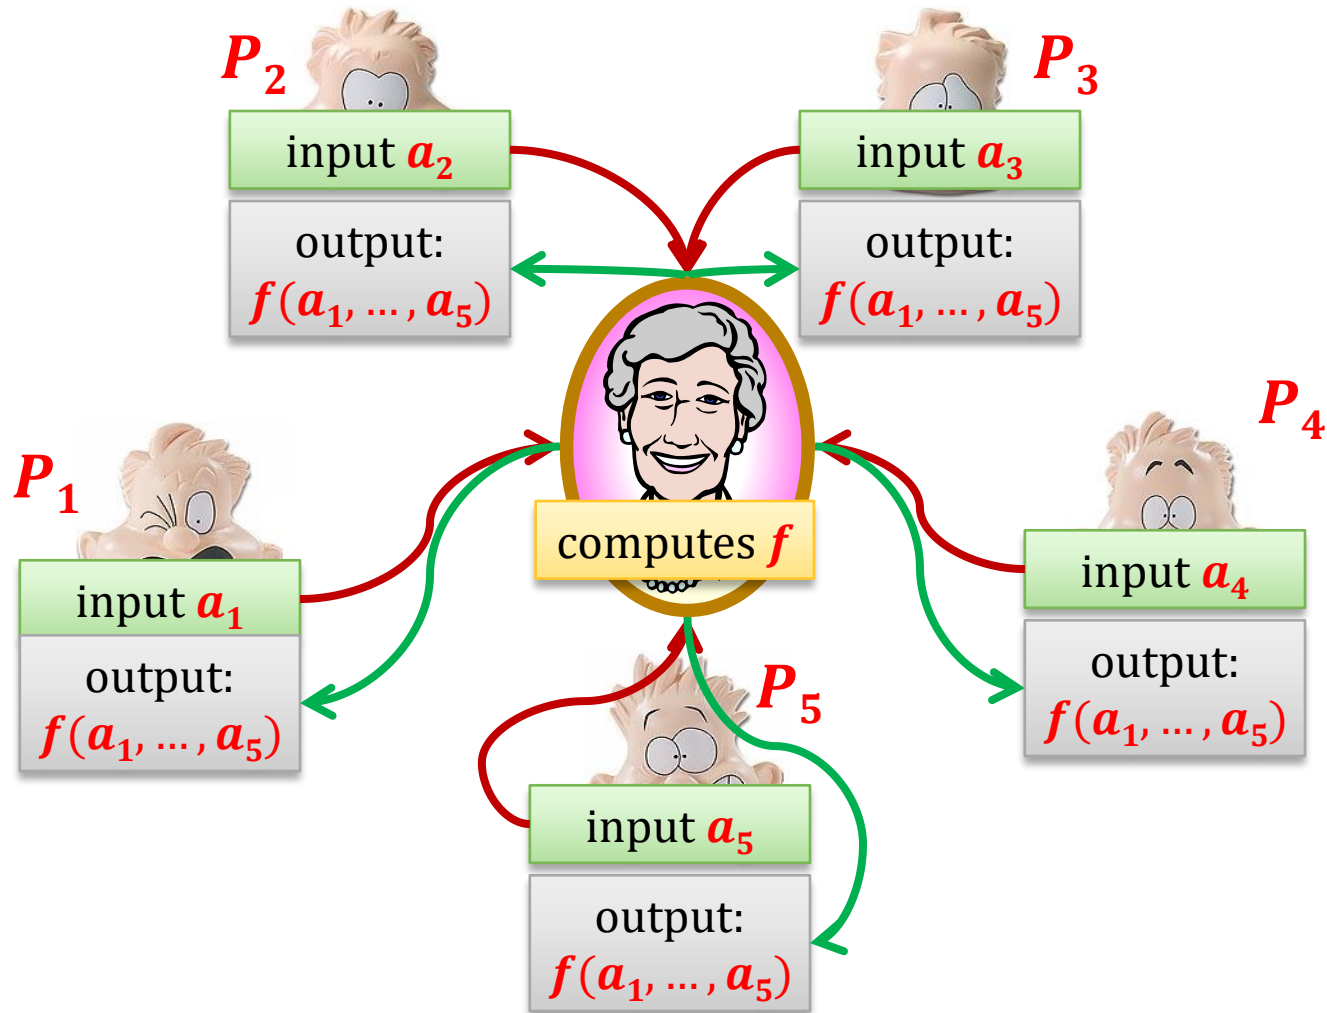 P₂
input a₂
output:
f(a₁, ... , a₅)
P₃
input a₃
output:
f(a₁, ... , a₅)
P₁
input a₁
output:
f(a₁, ... , a₅)
computes f
P₄
input a₄
output:
f(a₁, ... , a₅)
P₅
input a₅
output:
f(a₁, ... , a₅)